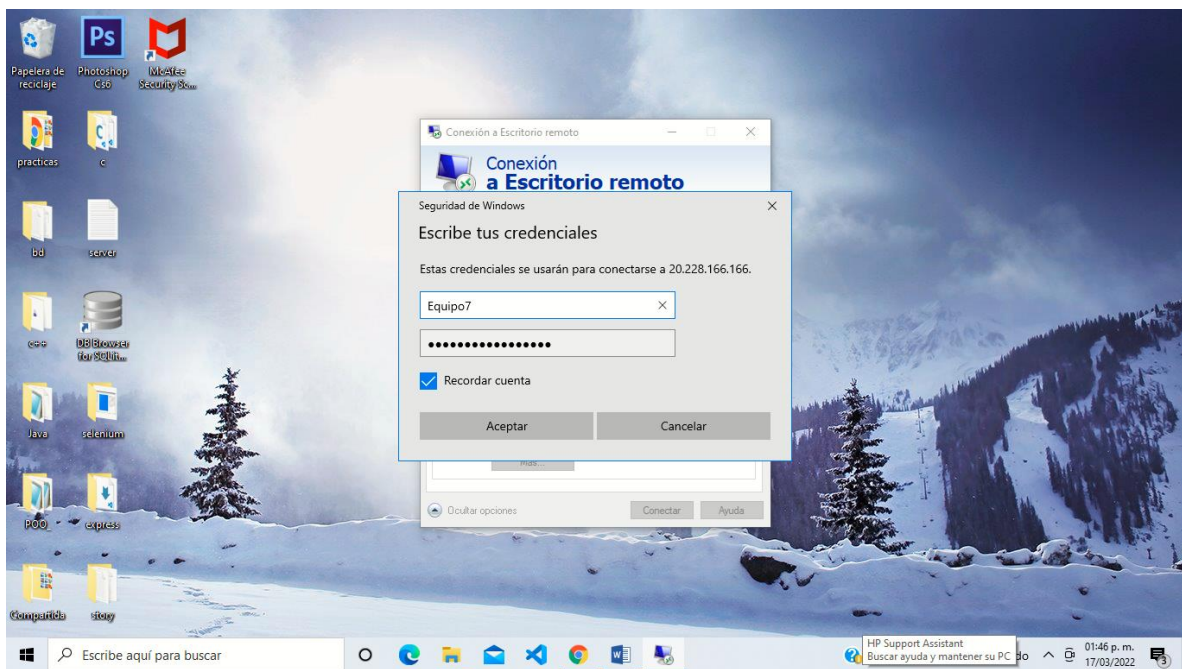 Papelera de
reciclaje
Ps
Photoshop
Cs6
McAfee
Security Sc...
practicas
c
bd
server
c++
DB Browser
for SQLit...
Java
selenium
POO_
express
Compartida
story
Conexión a Escritorio remoto
Conexión
a Escritorio remoto
Seguridad de Windows
Escribe tus credenciales
Estas credenciales se usarán para conectarse a 20.228.166.166.
Equipo7
•••••••••••••••••
Recordar cuenta
Aceptar
Cancelar
Más...
Ocultar opciones
Conectar
Ayuda
Escribe aquí para buscar
HP Support Assistant
Buscar ayuda y mantener su PC
do
01:46 p. m.
17/03/2022
3